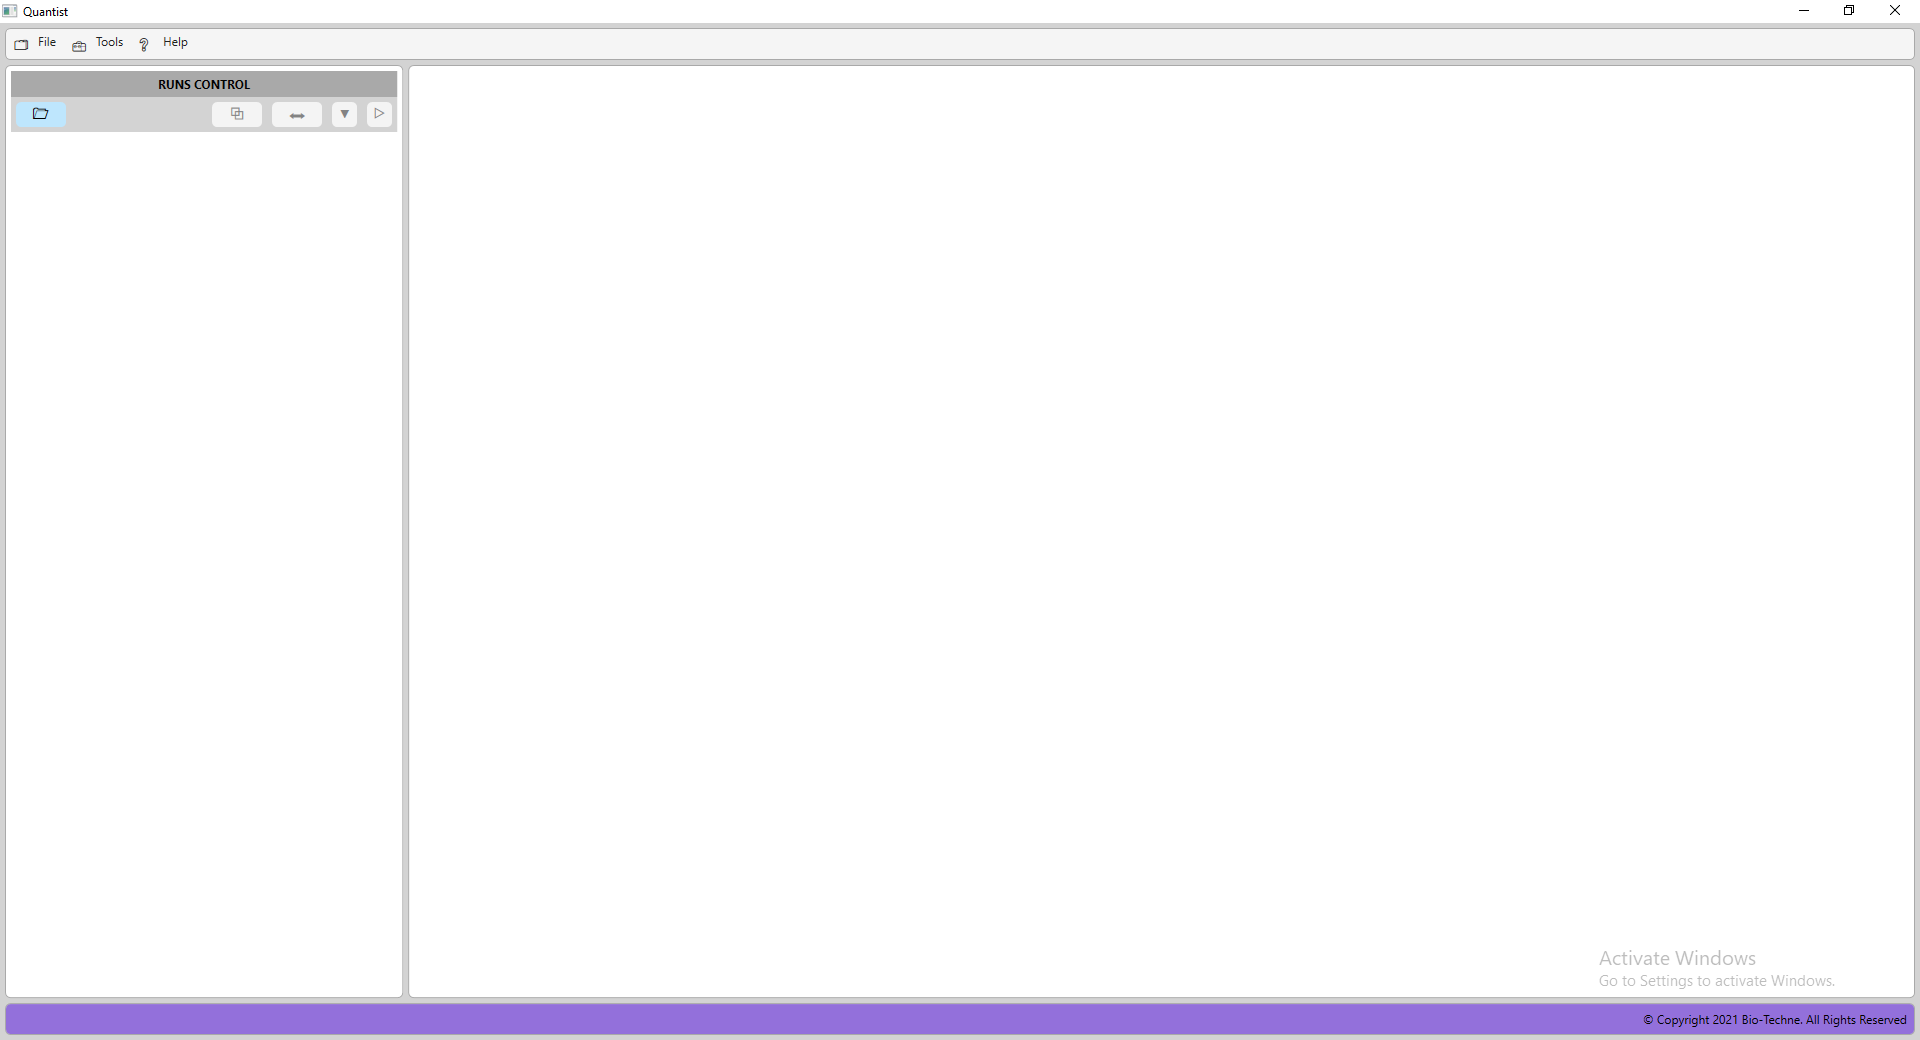 Quantist
File Tools Help
RUNS CONTROL
Activate Windows
Go to Settings to activate Windows.
© Copyright 2021 Bio-Techne. All Rights Reserved